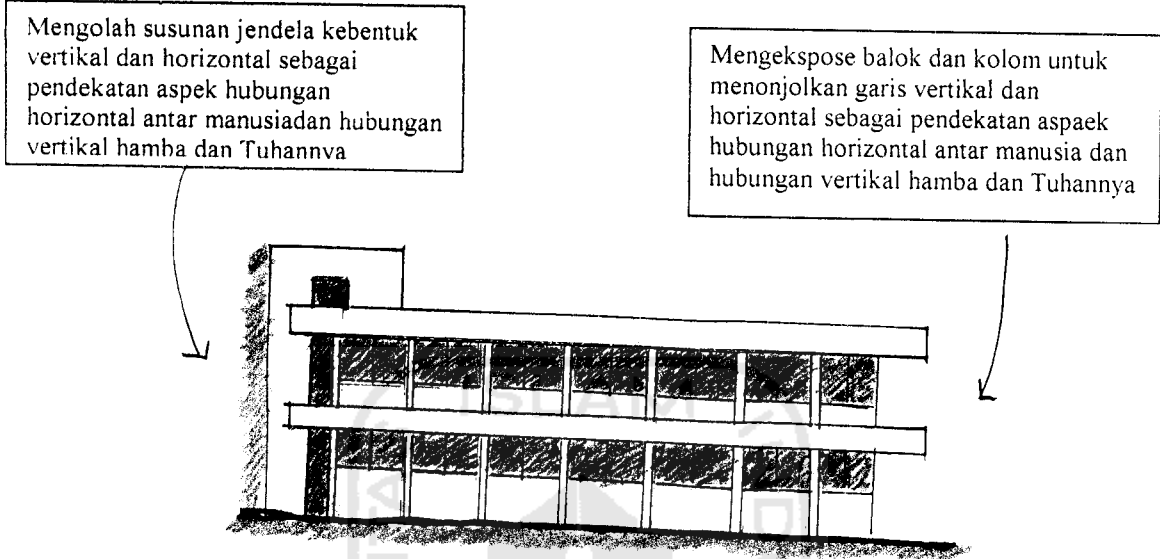 Mengolah susunan jendela kebentuk
vertikal dan horizontal sebagai
pendekatan aspek hubungan
horizontal antar manusiadan hubungan
vertikal hamba dan Tuhannva
Mengekspose balok dan kolom untuk
menonjolkan garis vertikal dan
horizontal sebagai pendekatan aspaek
hubungan horizontal antar manusia dan
hubungan vertikal hamba dan Tuhannya
ISLAM